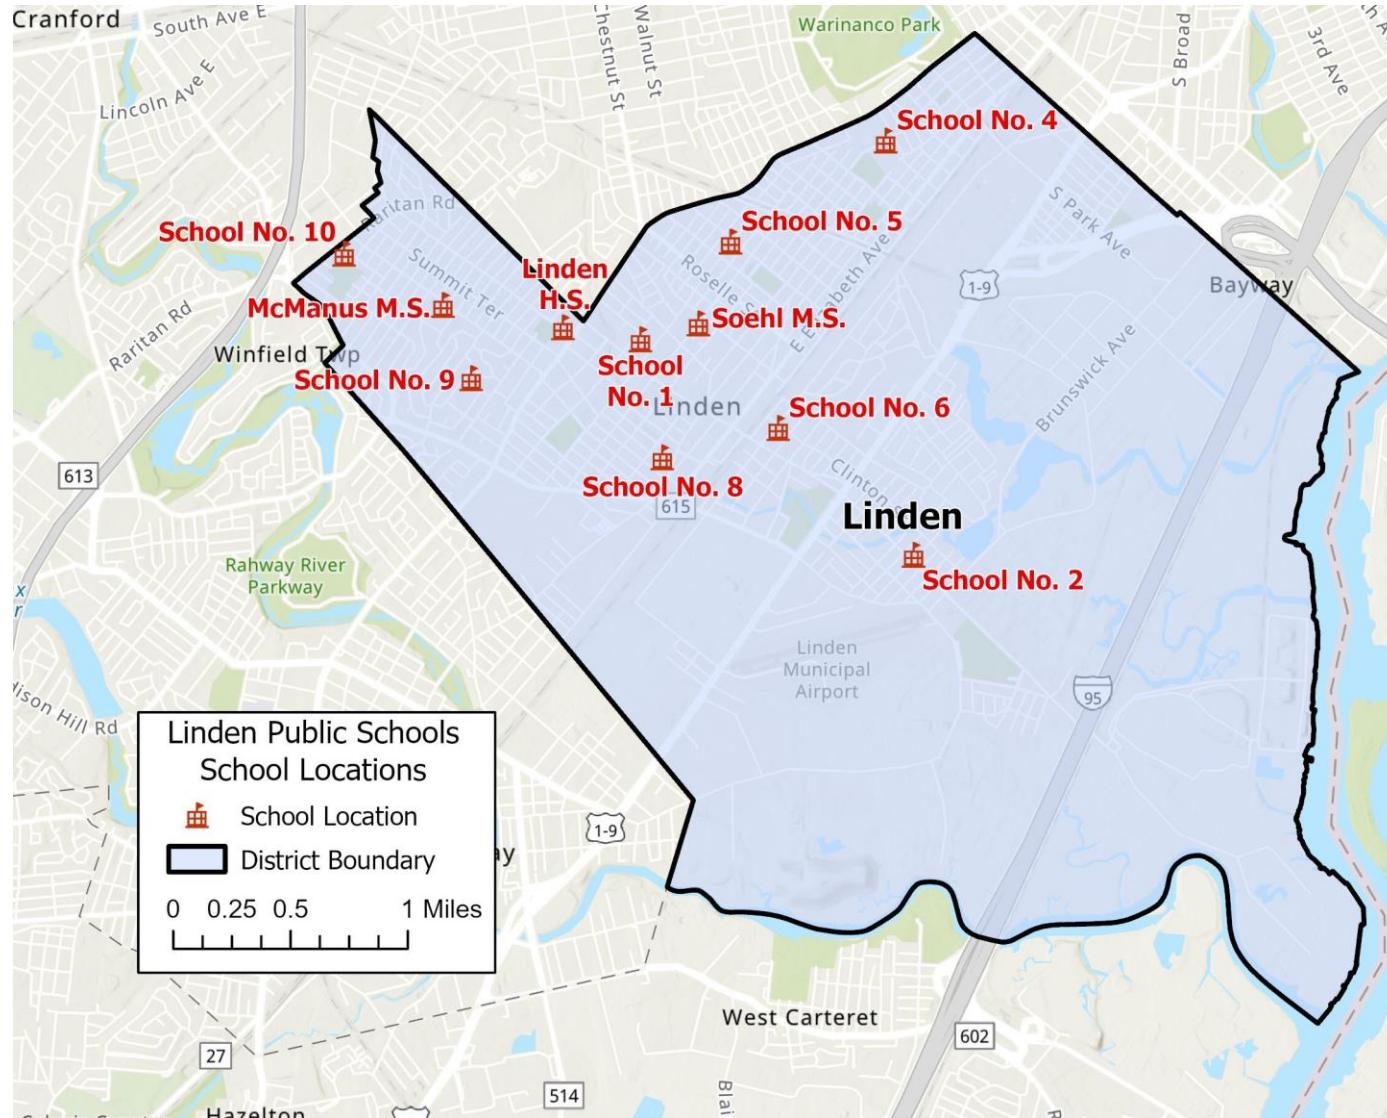 Cranford
South Ave E
Lincoln Ave E
Chestnut St
Walnut St
Warinanco Park
S Broad
3rd Ave
School No. 4
Raritan Rd
School No. 10
School No. 5
S Park Ave
Summit Ter
Linden
H.S.
Roselle
E Elizabeth Ave
1-9
Bayway
McManus M.S.
Soehl M.S.
Raritan Rd
Winfield Twp
School No. 9
School
No. 1
Linden
School No. 6
Brunswick Ave
613
School No. 8
615
Clinton
Linden
School No. 2
Rahway River
Parkway
Linden
Municipal
Airport
95
Hill Rd
Linden Public Schools
School Locations
School Location
District Boundary
0 0.25 0.5 1 Miles
1-9
West Carteret
602
27
514
Hazelton